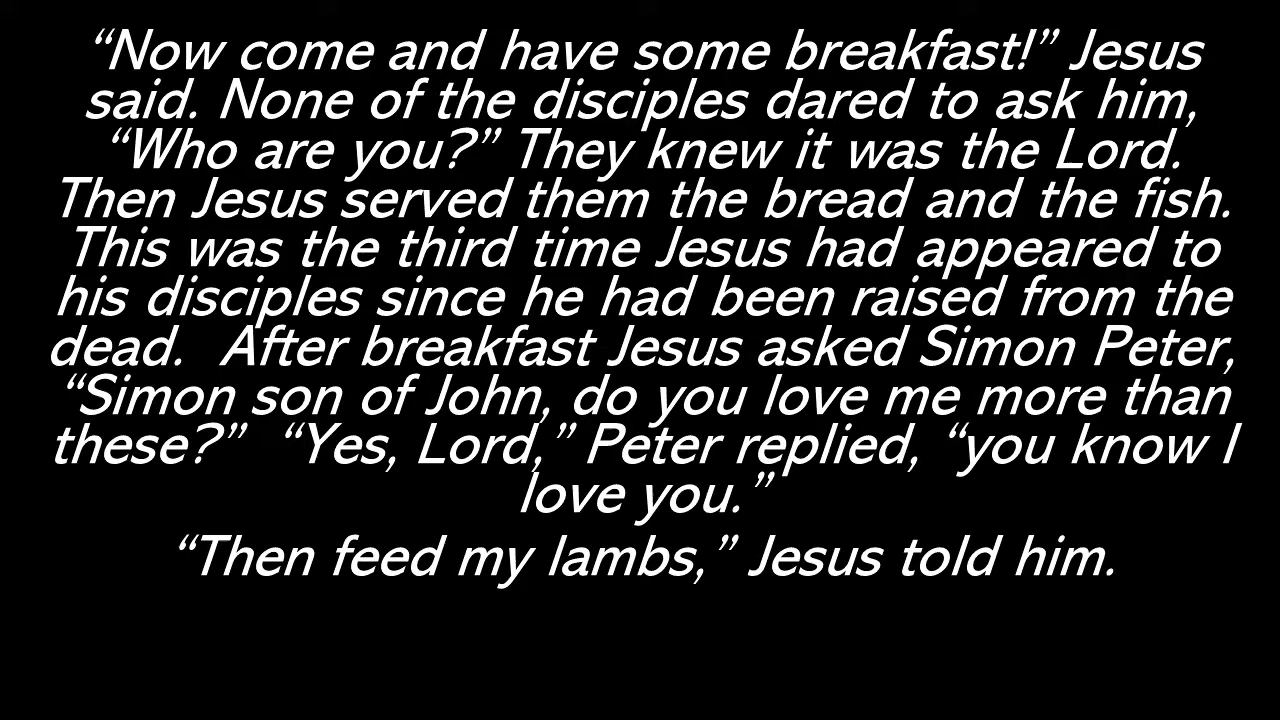 “Now come and have some breakfast!” Jesus
said. None of the disciples dared to ask him,
“Who are you?” They knew it was the Lord.
Then Jesus served them the bread and the fish.
This was the third time Jesus had appeared to
his disciples since he had been raised from the
dead.  After breakfast Jesus asked Simon Peter,
“Simon son of John, do you love me more than
these?”  “Yes, Lord,” Peter replied, “you know I
love you.”
“Then feed my lambs,” Jesus told him.